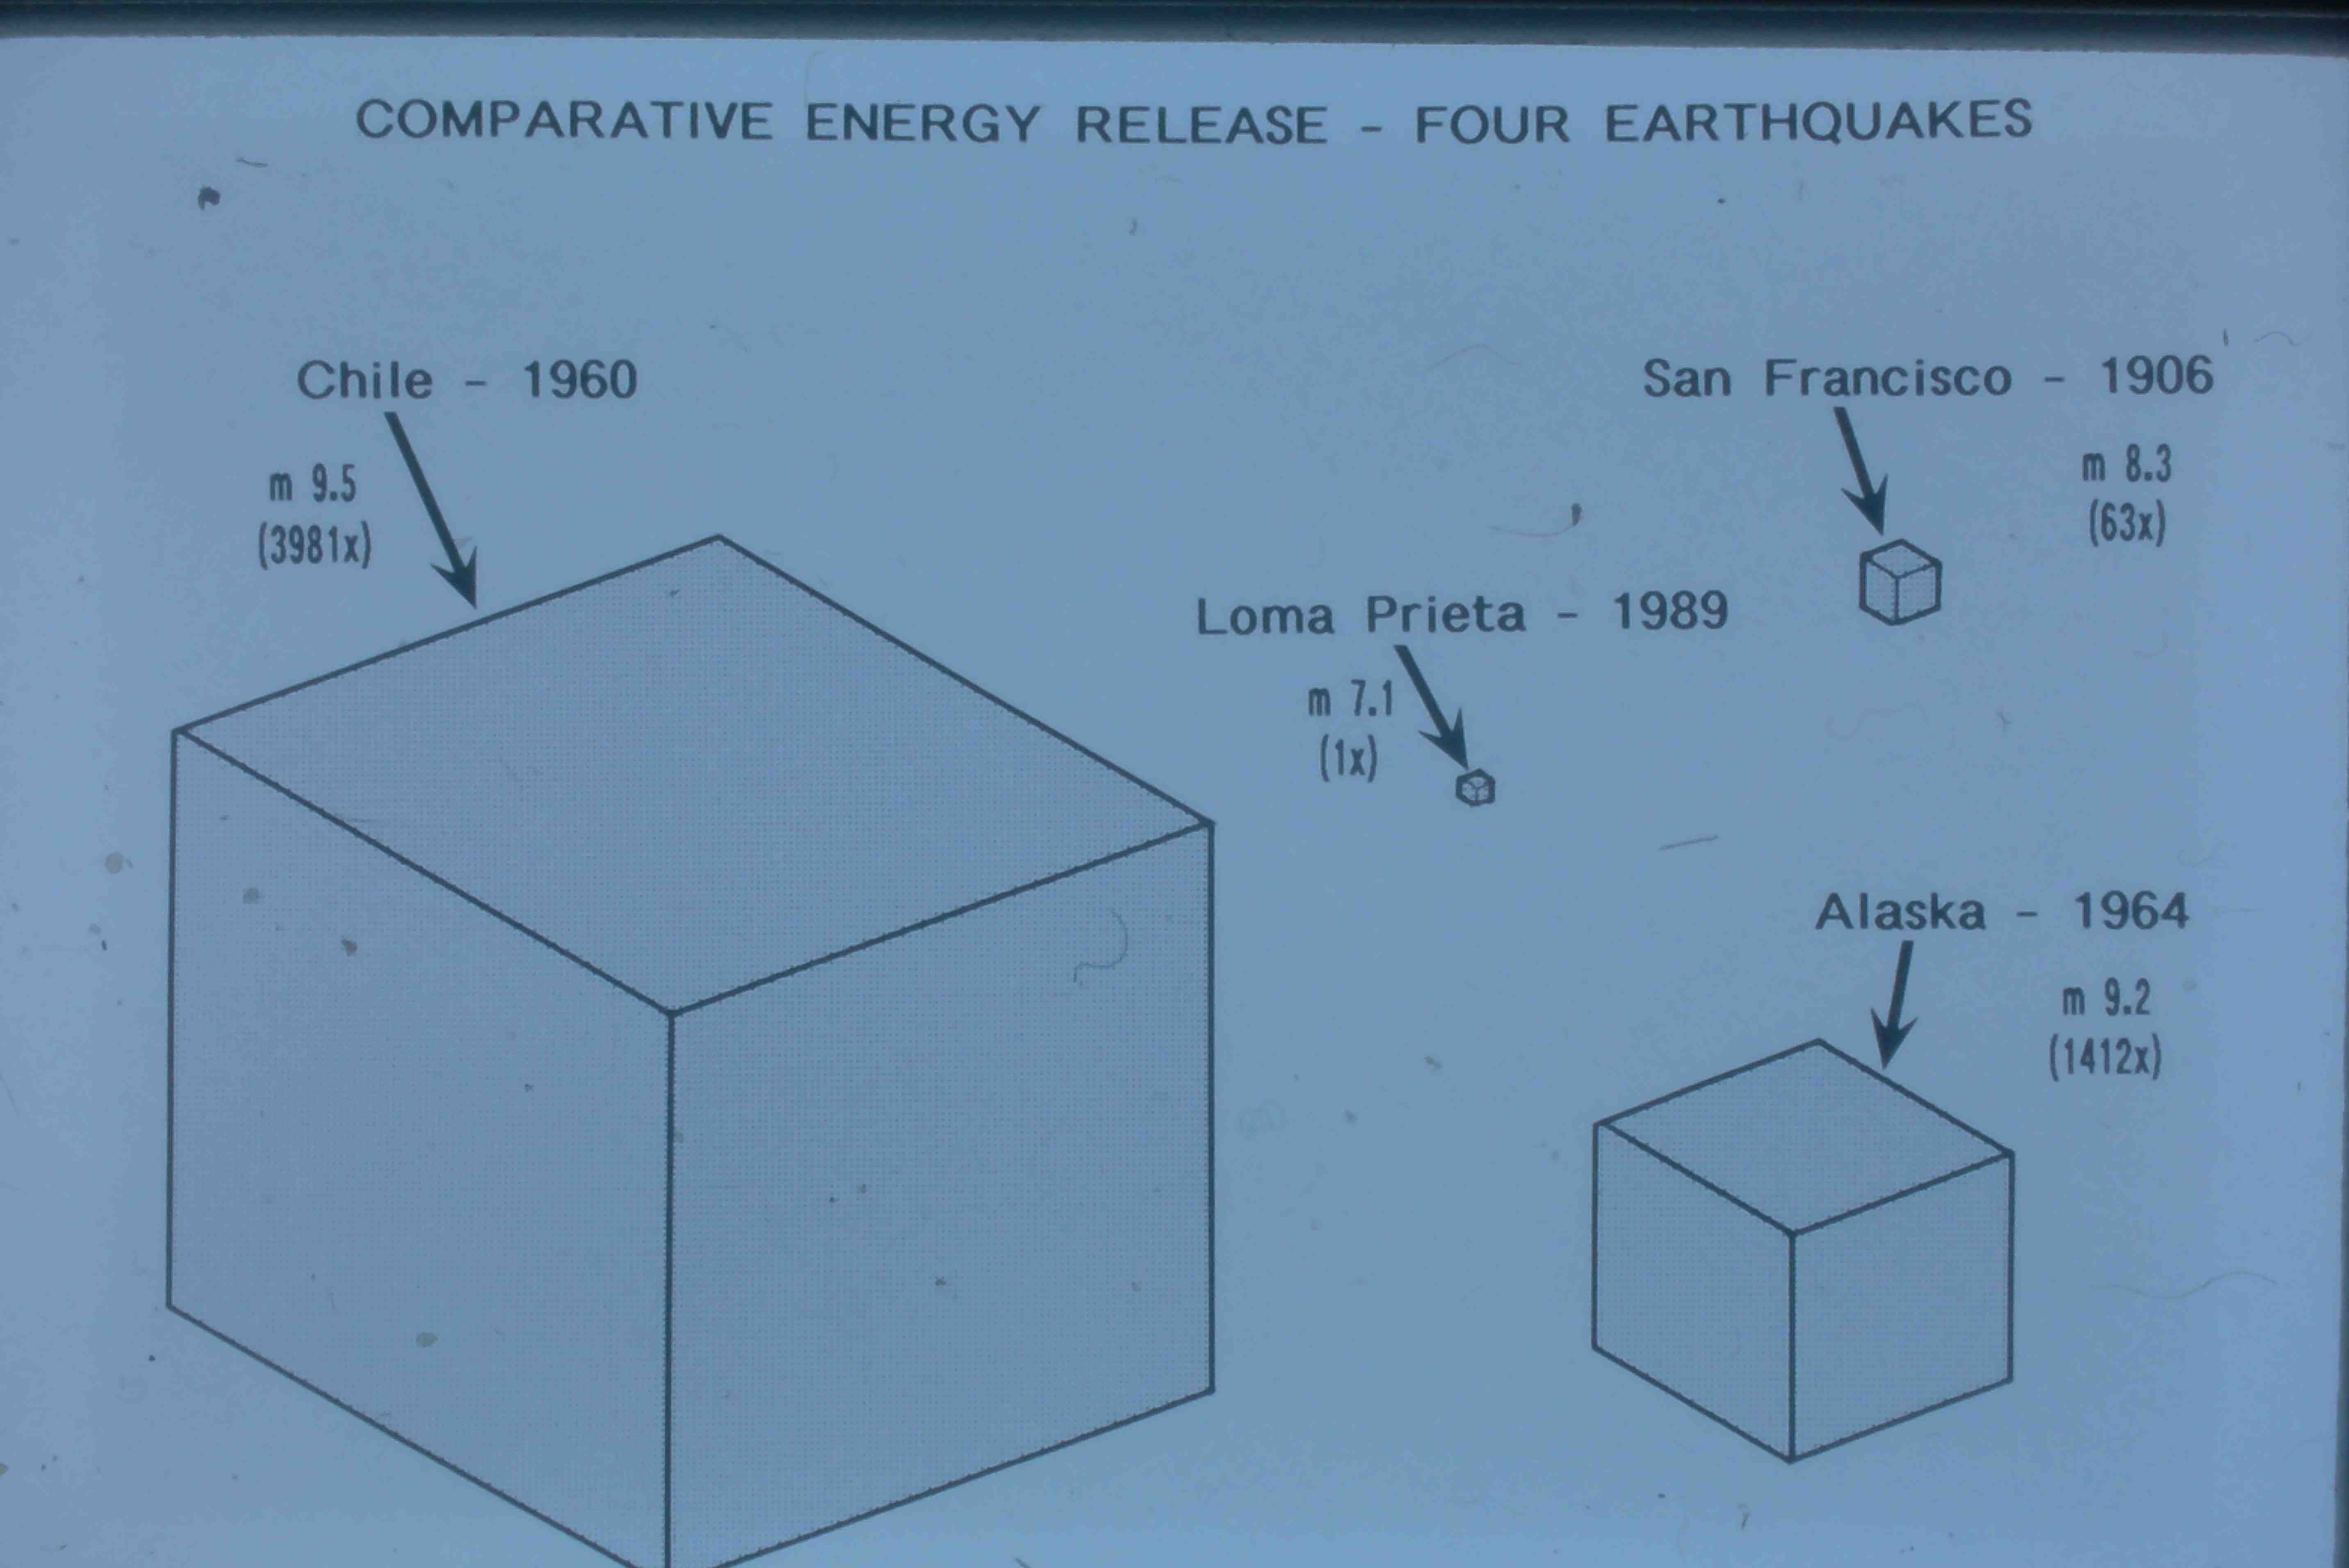 COMPARATIVE ENERGY RELEASE - FOUR EARTHQUAKES
Chile - 1960
m 9.5
(3981x)
San Francisco - 1906
m 8.3
(63x)
Loma Prieta - 1989
m 7.1
(1x)
Alaska - 1964
m 9.2
(1412x)